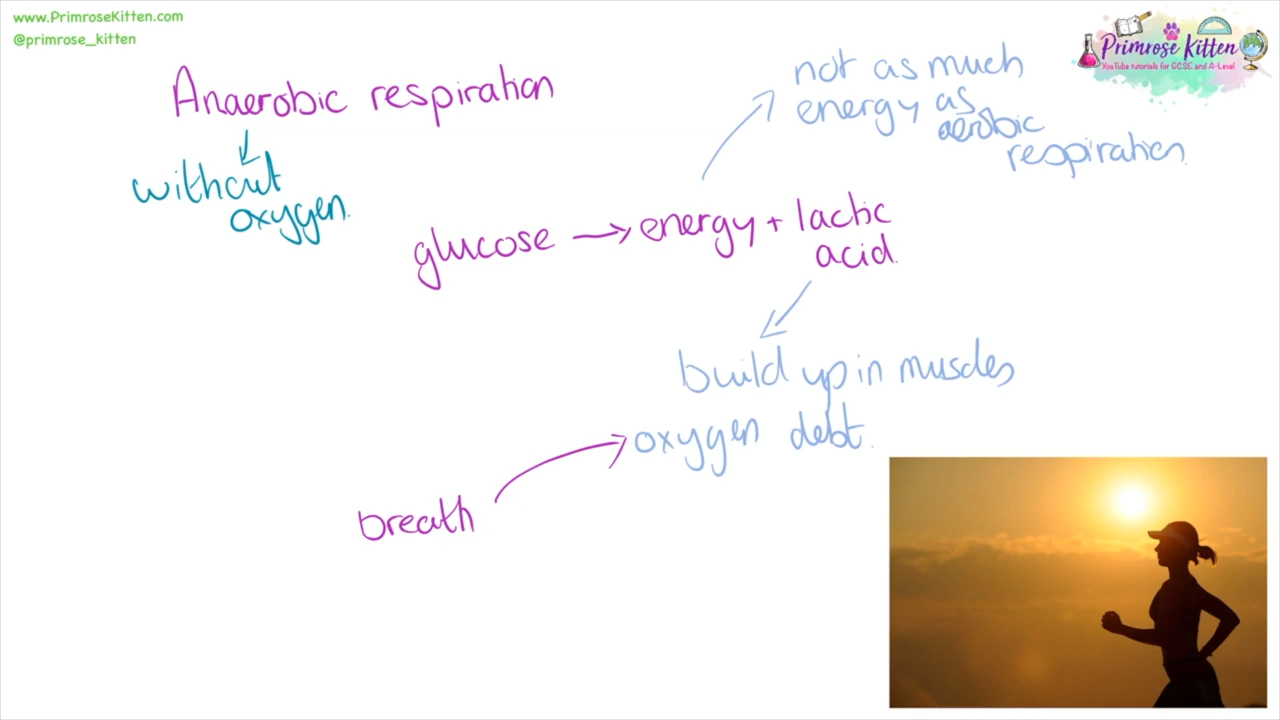 www.PrimroseKitten.com
@primrose_kitten
Primrose Kitten
YouTube tutorials for GCSE and A-Level
Anaerobic respiration
without
oxygen.
not as much
energy as
aerobic
respiration
glucose → energy + lactic
acid.
build up in muscles
oxygen debt.
breath